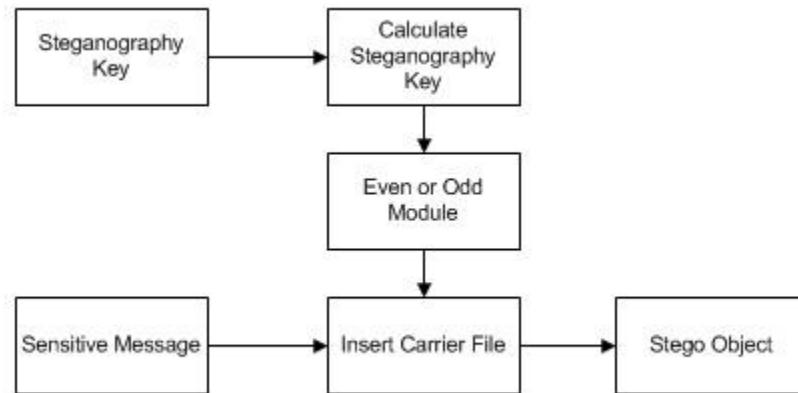 Steganography
Key
Calculate
Steganography
Key
Even or Odd
Module
Sensitive Message
Insert Carrier File
Stego Object